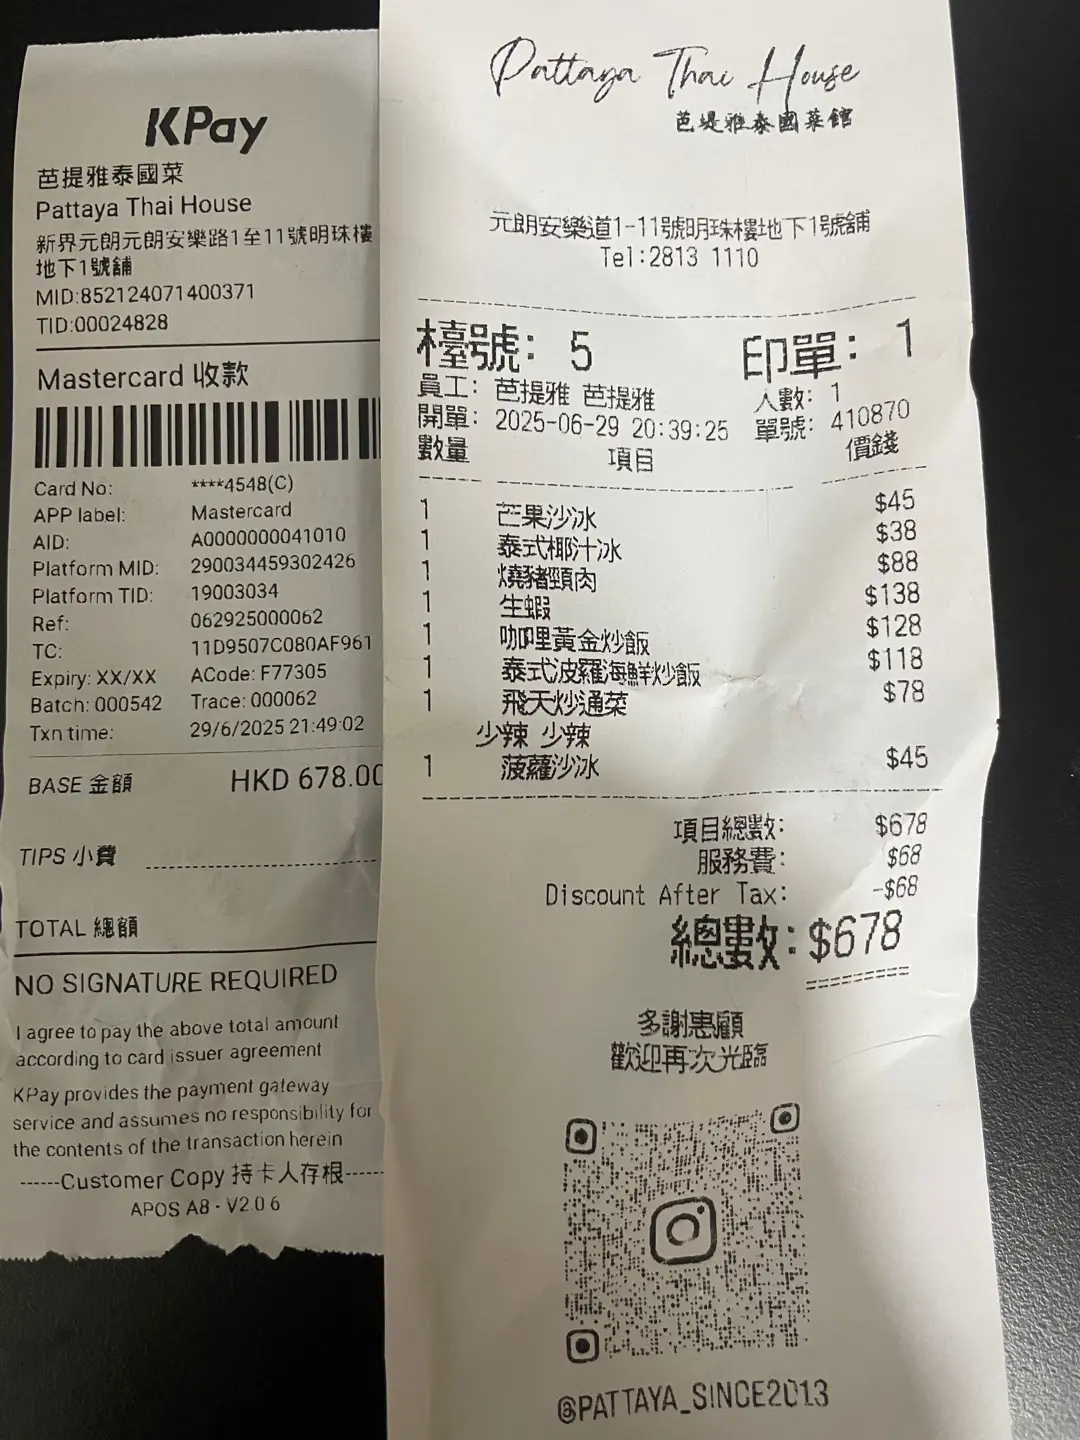 KPay
芭提雅泰國菜
Pattaya Thai House
新界元朗元朗安樂路1至11號明珠樓
地下1號舖
MID:852124071400371
TID:00024828
Mastercard 收款
Card No: ****4548(C)
APP label: Mastercard
AID: A0000000041010
Platform MID: 290034459302426
Platform TID: 19003034
Ref: 062925000062
TC: 11D9507C080AF961
Expiry: XX/XX ACode: F77305
Batch: 000542 Trace: 000062
Txn time: 29/6/2025 21:49:02
BASE 金額 HKD 678.00
TIPS 小費
TOTAL 總額
NO SIGNATURE REQUIRED
I agree to pay the above total amount
according to card issuer agreement
KPay provides the payment gateway
service and assumes no responsibility for
the contents of the transaction herein
------Customer Copy 持卡人存根-----
APOS A8 - V2.0 6
Pattaya Thai House
芭堤雅泰國菜館
元朗安樂道1-11號明珠樓地下1號舖
Tel:2813 1110
檯號: 5 印單: 1
員工: 芭提雅 芭提雅 人數: 1
開單: 2025-06-29 20:39:25 單號: 410870
數量 項目 價錢
1 芒果沙冰 $45
1 泰式椰汁冰 $38
1 燒豬頸肉 $88
1 生蝦 $138
1 咖哩黃金炒飯 $128
1 泰式波羅海鮮炒飯 $118
1 飛天炒通菜 $78
少辣 少辣
1 菠蘿沙冰 $45
項目總數: $678
服務費: $68
Discount After Tax: -$68
總數: $678
多謝惠顧
歡迎再次光臨
@PATTAYA_SINCE2013